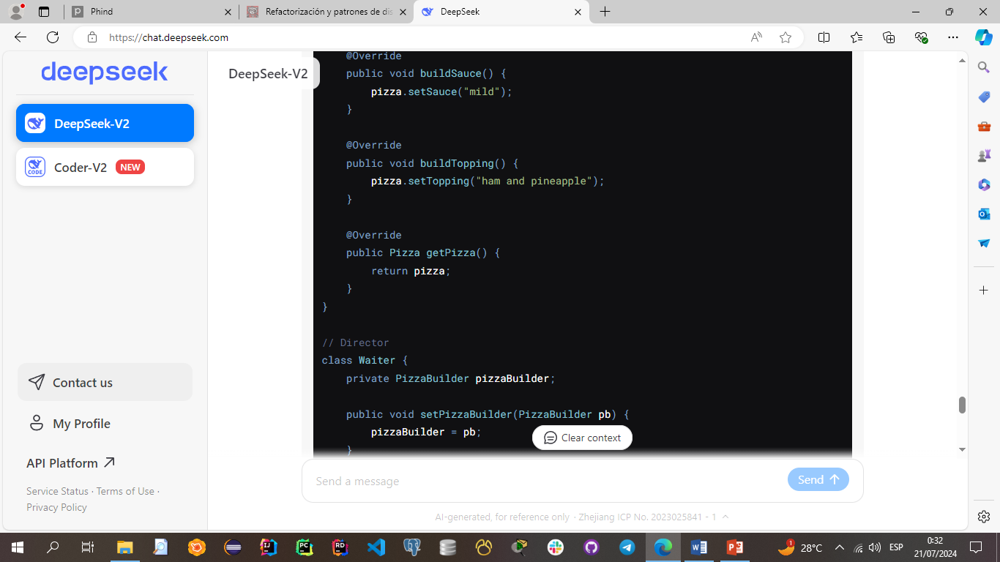 Phind
Refactorización y patrones de dis
DeepSeek
https://chat.deepseek.com
deepseek
DeepSeek-V2
Coder-V2 NEW
Contact us
My Profile
API Platform
Service Status · Terms of Use ·
Privacy Policy
DeepSeek-V2
@Override
public void buildSauce() {
pizza.setSauce("mild");
}
@Override
public void buildTopping() {
pizza.setTopping("ham and pineapple");
}
@Override
public Pizza getPizza() {
return pizza;
}
}
// Director
class Waiter {
private PizzaBuilder pizzaBuilder;
public void setPizzaBuilder(PizzaBuilder pb) {
pizzaBuilder = pb;
}
Clear context
Send a message
Send
AI-generated, for reference only · Zhejiang ICP No. 2023025841 - 1
28°C
ESP
0:32
21/07/2024